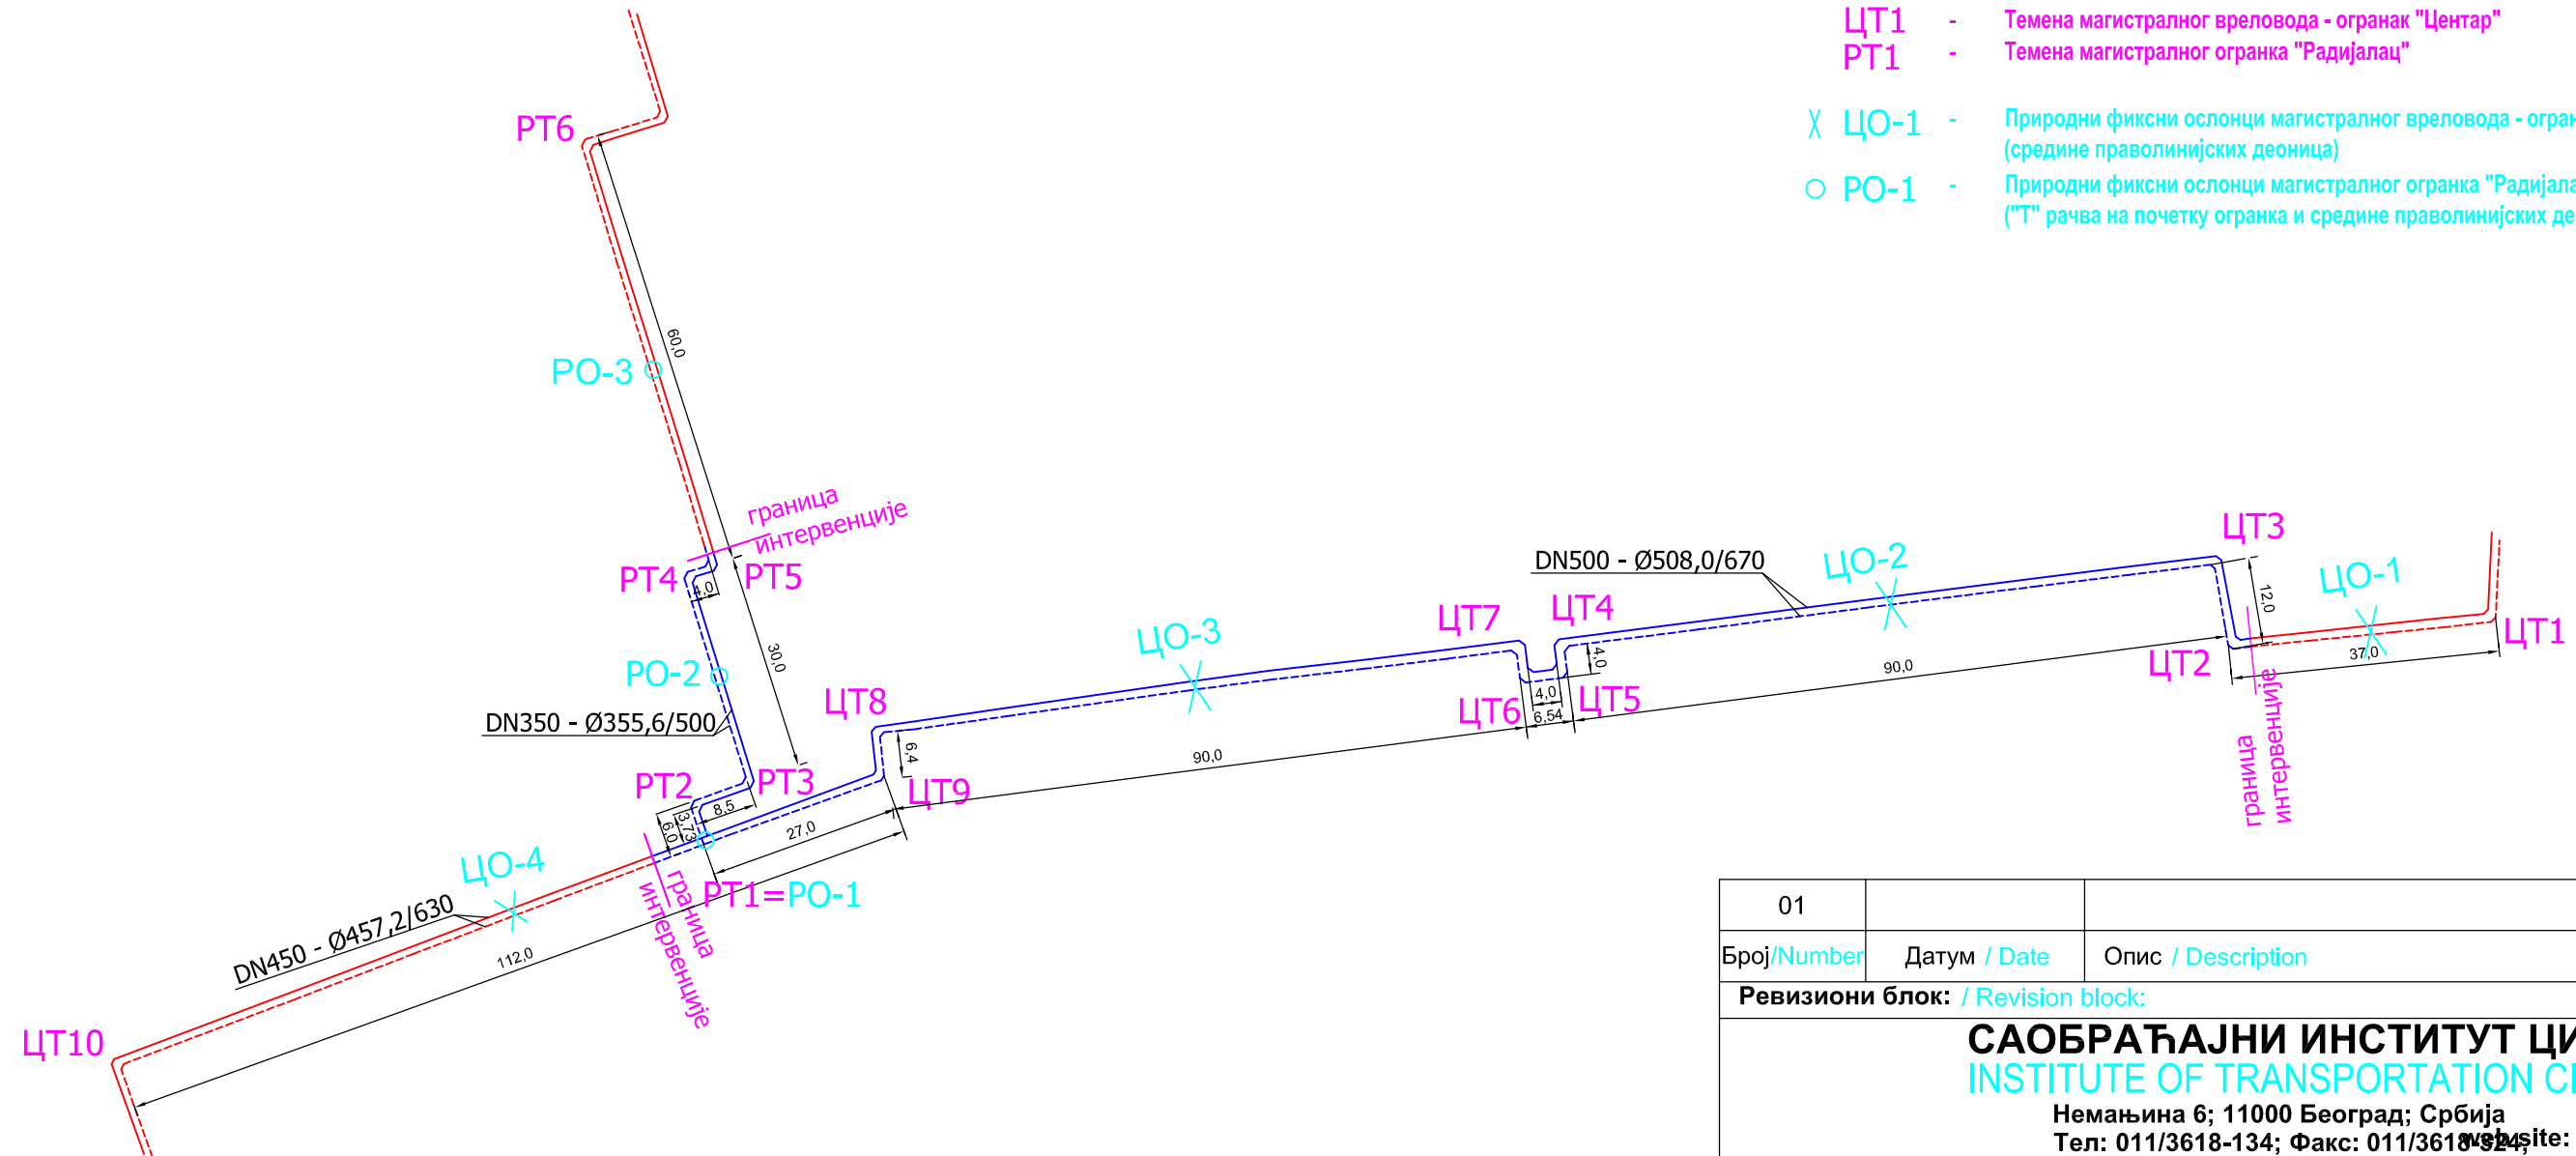 ЦТ1 - Темена магистралног вреловода - огранак "Центар"
РТ1 - Темена магистралног огранка "Радијалац"
ЦО-1 - Природни фиксни ослонци магистралног вреловода -
(средине праволинијских деоница)
РО-1 - Природни фиксни ослонци магистралног огранка
("Т" рачва на почетку огранка и средине праволинијских
РТ6
60,0
РО-3
граница
интервенције
РТ4
РТ5
4,0
30,0
РО-2
DN350 - Ø355,6/500
РТ2
РТ3
8,5
3,73
6,0
27,0
РТ1=РО-1
граница
интервенције
ЦО-4
DN450 - Ø457,2/630
112,0
ЦТ10
ЦТ8
6,4
ЦТ9
ЦО-3
90,0
ЦТ7
ЦТ4
4,0
4,0
6,54
ЦТ6
ЦТ5
DN500 - Ø508,0/670
ЦО-2
90,0
ЦТ3
12,0
ЦТ2
ЦО-1
37,0
ЦТ1
граница
интервенције
01
Број/Number
Датум / Date
Опис / Description
Ревизиони блок: / Revision block:
САОБРАЋАЈНИ ИНСТИТУТ
INSTITUTE OF TRANSPORTATION
Немањина 6; 11000 Београд; Србија
Тел: 011/3618-134; Факс: 011/3618-324;
web site: